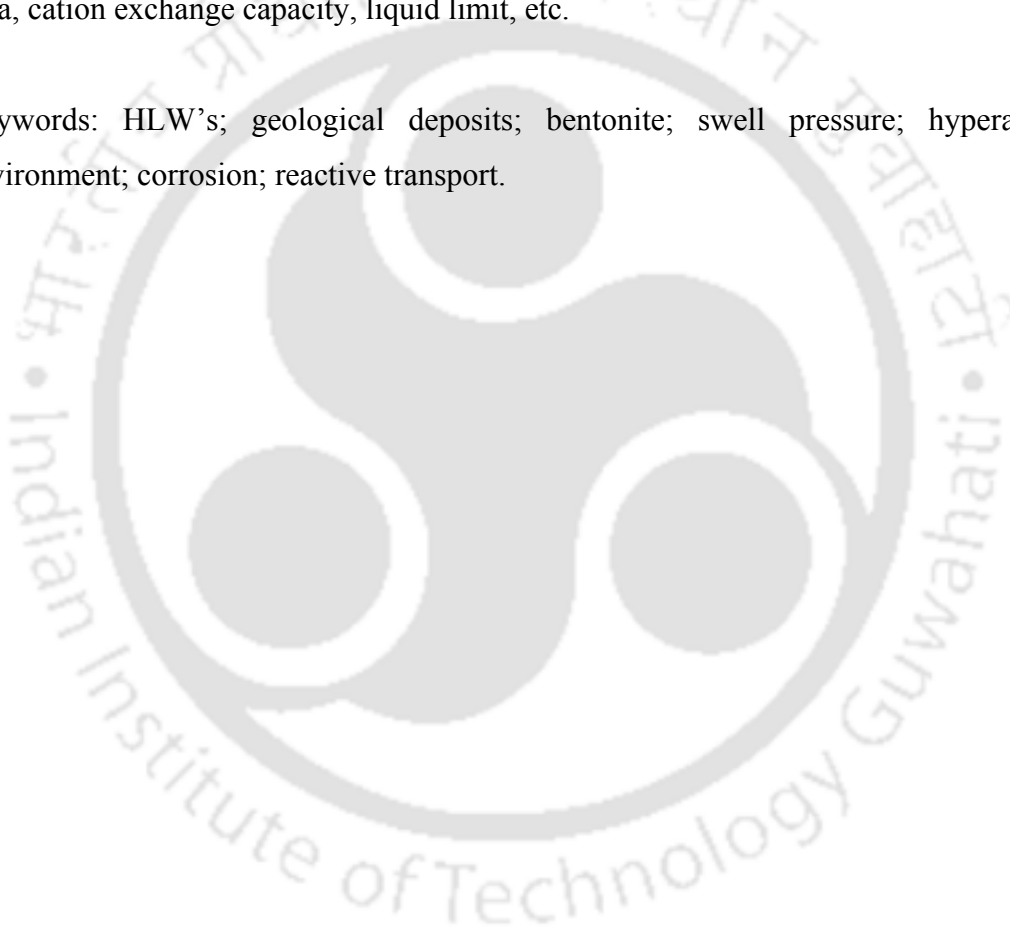 a, cation exchange capacity, liquid limit, etc.
ywords: HLW’s; geological deposits; bentonite; swell pressure; hypera
vironment; corrosion; reactive transport.
भारतीय गुवाहाटी
• Indian Institute of Technology Guwahati •